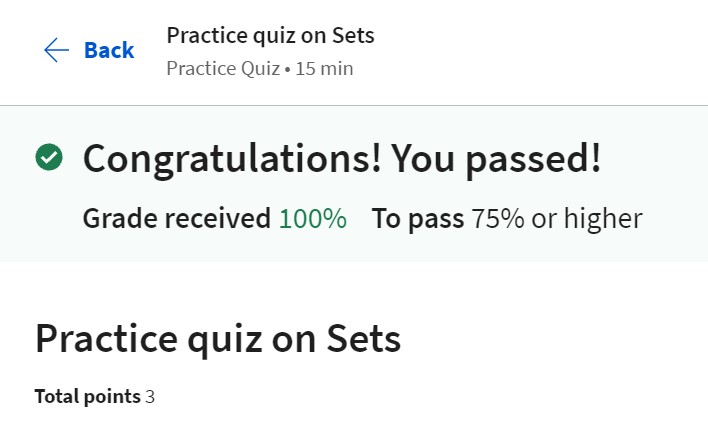 Back
Practice quiz on Sets
Practice Quiz • 15 min
Congratulations! You passed!
Grade received 100% To pass 75% or higher
Practice quiz on Sets
Total points 3